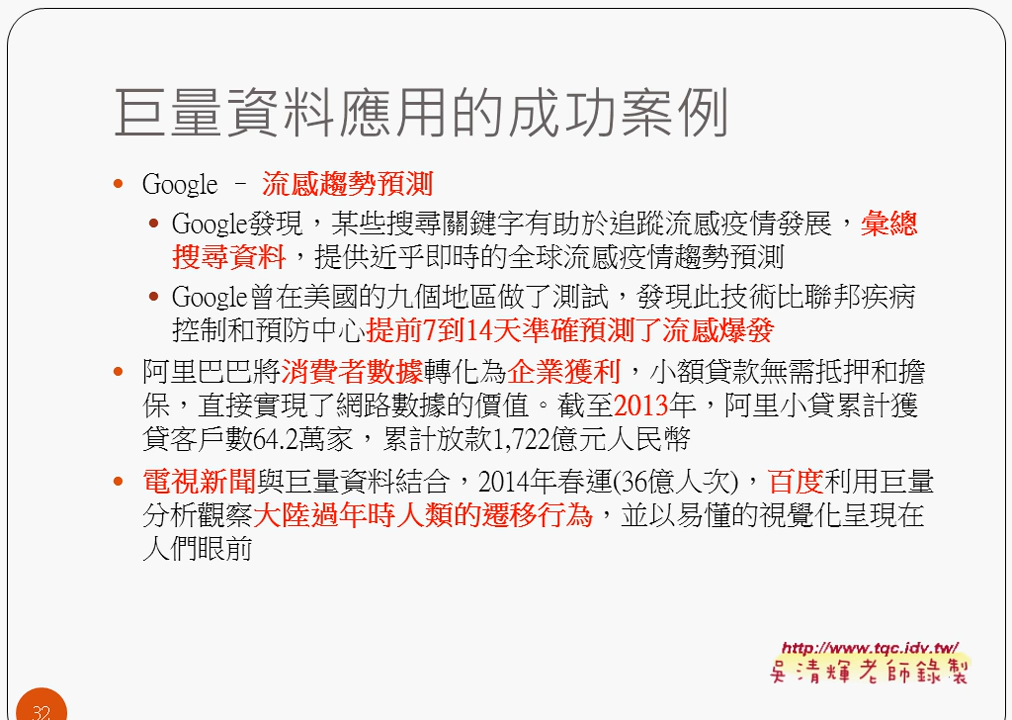 巨量資料應用的成功案例
• Google – 流感趨勢預測
• Google發現，某些搜尋關鍵字有助於追蹤流感疫情發展，彙總
搜尋資料，提供近乎即時的全球流感疫情趨勢預測
• Google曾在美國的九個地區做了測試，發現此技術比聯邦疾病
控制和預防中心提前7到14天準確預測了流感爆發
• 阿里巴巴將消費者數據轉化為企業獲利，小額貸款無需抵押和擔
保，直接實現了網路數據的價值。截至2013年，阿里小貸累計獲
貸客戶數64.2萬家，累計放款1,722億元人民幣
• 電視新聞與巨量資料結合，2014年春運(36億人次)，百度利用巨量
分析觀察大陸過年時人類的遷移行為，並以易懂的視覺化呈現在
人們眼前
http://www.tqc.idv.tw/
吳清輝老師錄製
32